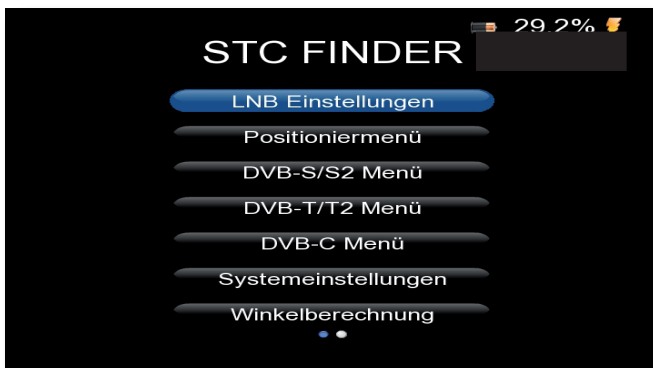 29.2%
STC FINDER
LNB Einstellungen
Positioniermenü
DVB-S/S2 Menü
DVB-T/T2 Menü
DVB-C Menü
Systemeinstellungen
Winkelberechnung